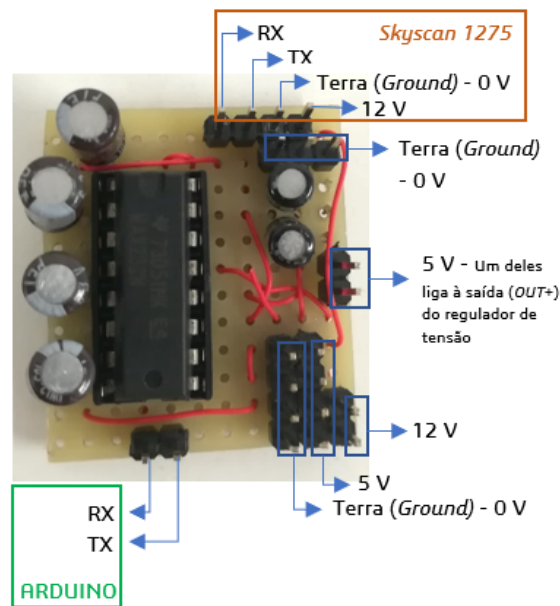 RX
Skyscan 1275
TX
Terra (Ground) - 0 V
12 V
Terra (Ground)
- 0 V
5 V - Um deles
liga à saída (OUT+)
do regulador de
tensão
12 V
5 V
Terra (Ground) - 0 V
RX
TX
ARDUINO